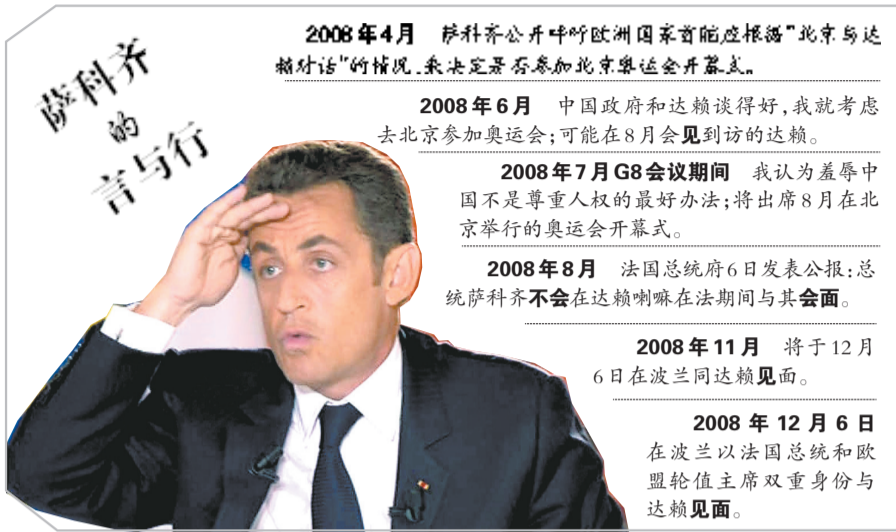 萨科齐
的
言与行
2008年4月 萨科齐公开呼吁欧洲国家首脑应根据"北京与达
赖对话"的情况,来决定是否参加北京奥运会开幕式。
2008年6月 中国政府和达赖谈得好,我就考虑
去北京参加奥运会;可能在8月会见到访的达赖。
2008年7月G8会议期间 我认为羞辱中
国不是尊重人权的最好办法;将出席8月在北
京举行的奥运会开幕式。
2008年8月 法国总统府6日发表公报:总
统萨科齐不会在达赖喇嘛在法期间与其会面。
2008年11月 将于12月
6日在波兰同达赖见面。
2008年12月6日
在波兰以法国总统和欧
盟轮值主席双重身份与
达赖见面。